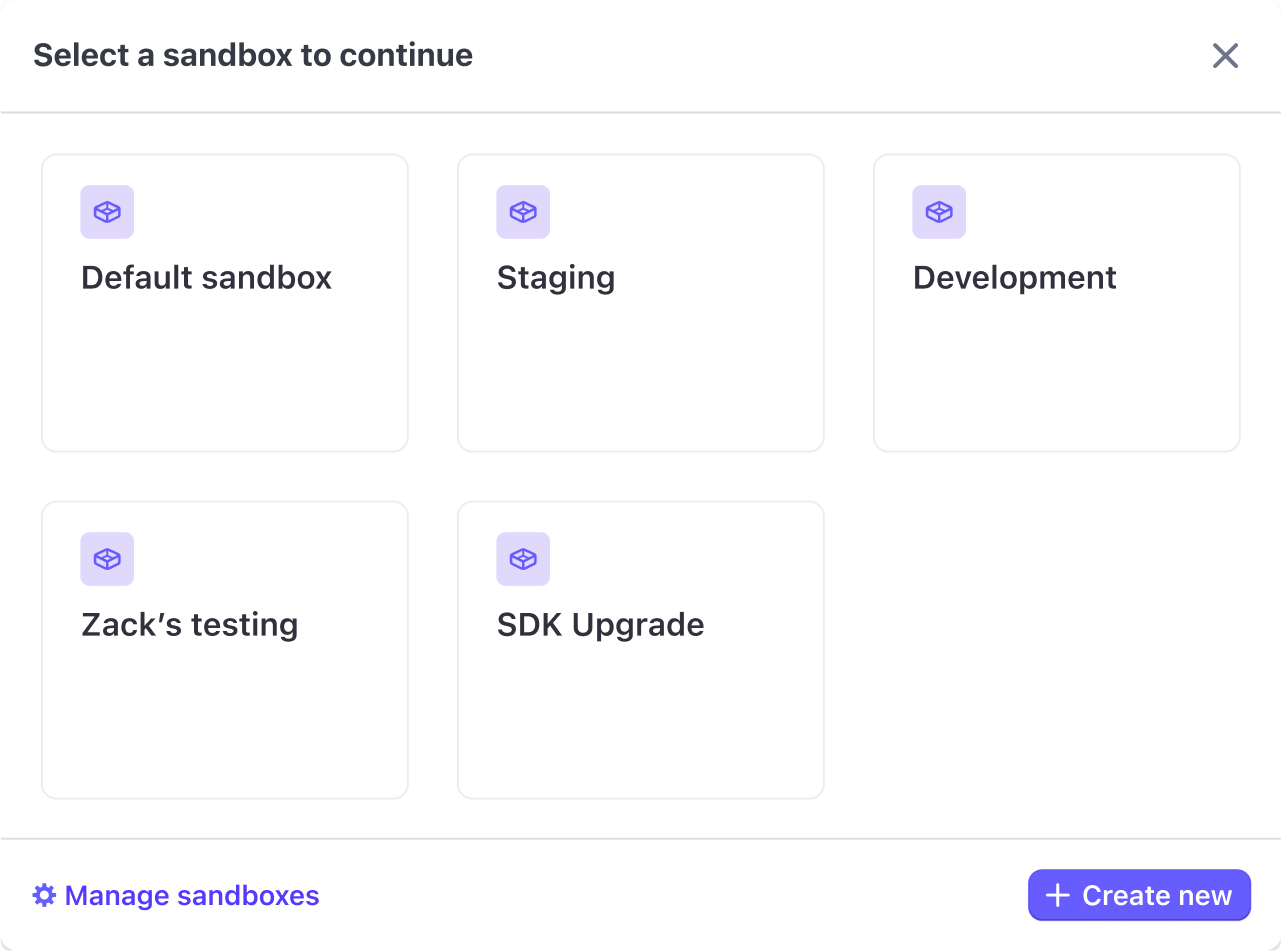 Select a sandbox to continue
Default sandbox
Staging
Development
Zack’s testing
SDK Upgrade
Manage sandboxes
Create new